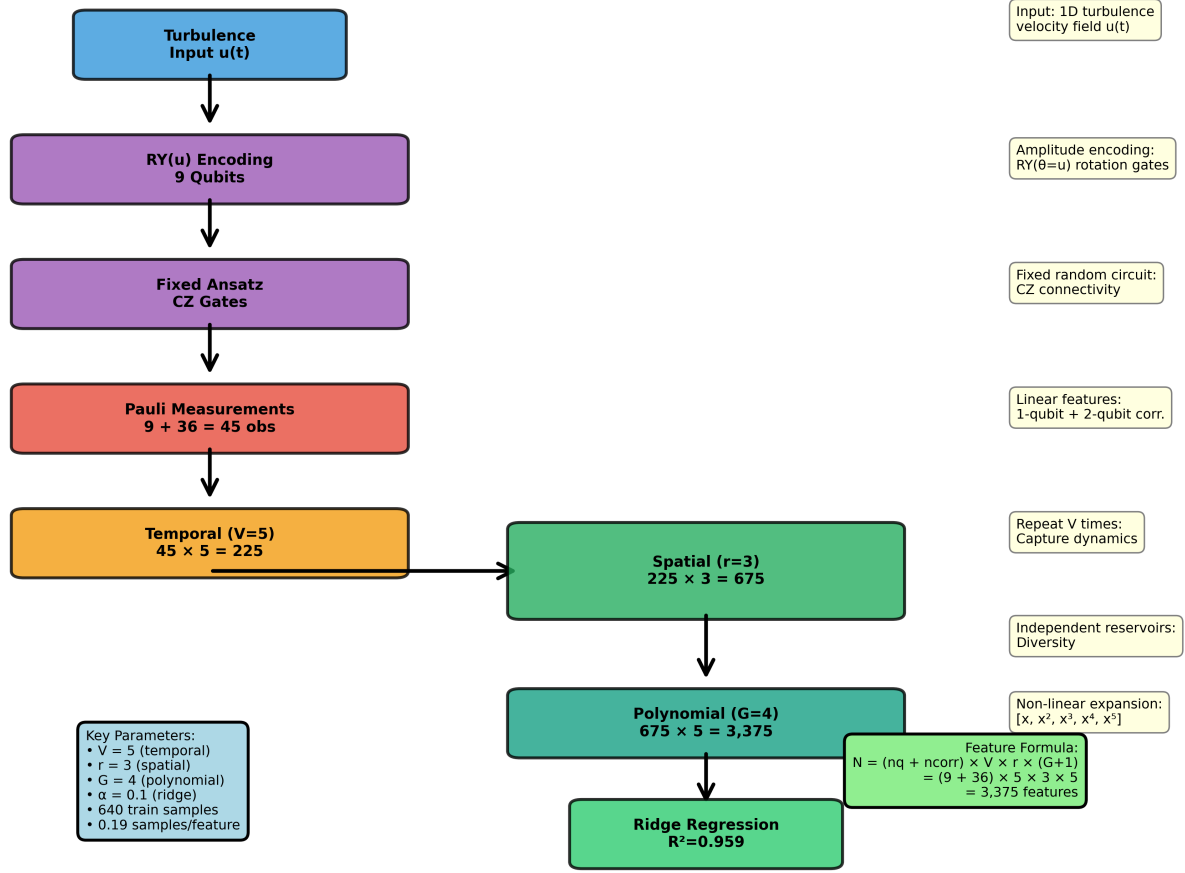 Turbulence
Input u(t)
Input: 1D turbulence
velocity field u(t)
RY(u) Encoding
9 Qubits
Amplitude encoding:
RY(θ=u) rotation gates
Fixed Ansatz
CZ Gates
Fixed random circuit:
CZ connectivity
Pauli Measurements
9 + 36 = 45 obs
Linear features:
1-qubit + 2-qubit corr.
Temporal (V=5)
45 × 5 = 225
Repeat V times:
Capture dynamics
Spatial (r=3)
225 × 3 = 675
Independent reservoirs:
Diversity
Polynomial (G=4)
675 × 5 = 3,375
Non-linear expansion:
[x, x², x³, x⁴, x⁵]
Key Parameters:
• V = 5 (temporal)
• r = 3 (spatial)
• G = 4 (polynomial)
• α = 0.1 (ridge)
• 640 train samples
• 0.19 samples/feature
Feature Formula:
N = (nq + ncorr) × V × r × (G+1)
= (9 + 36) × 5 × 3 × 5
= 3,375 features
Ridge Regression
R²=0.959